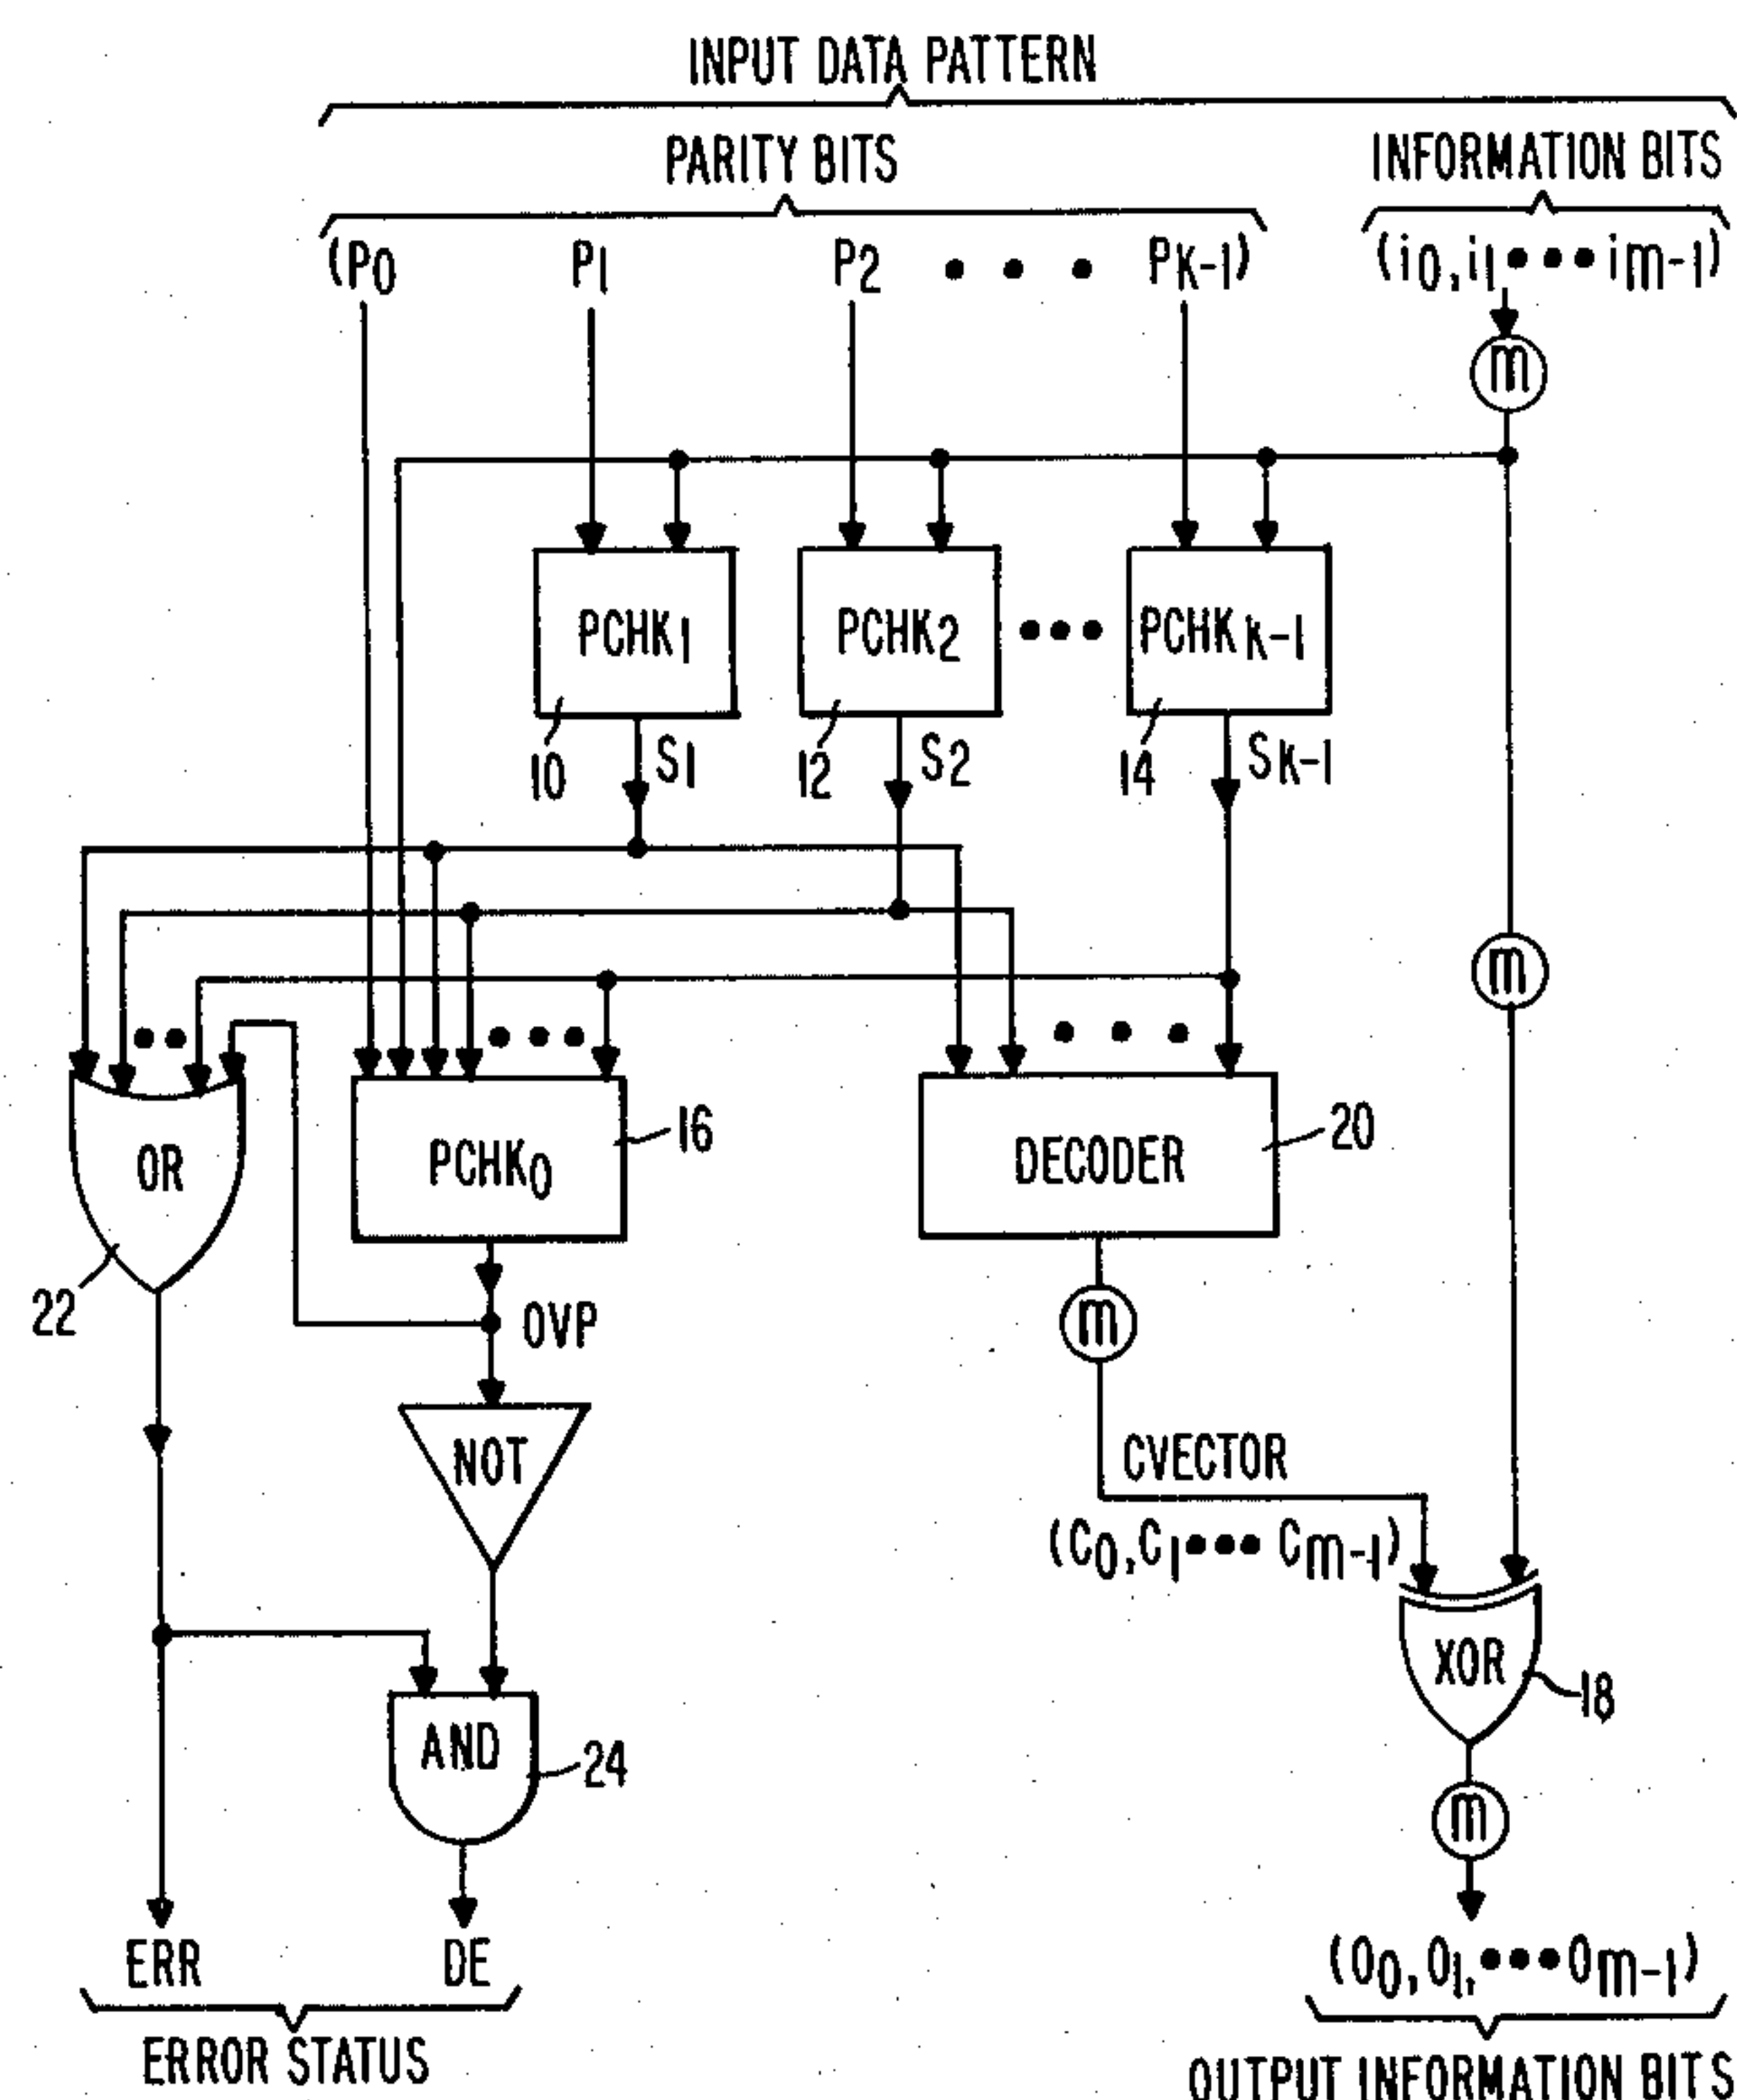 INPUT DATA PATTERN
PARITY BITS
INFORMATION BITS
(P0 P1 P2 ••• PK-1)
(i0,i1•••im-1)
m
PCHK1
PCHK2
•••
PCHKK-1
10
S1
12
S2
14
SK-1
m
OR
PCHK0
16
DECODER
20
22
OVP
m
NOT
CVECTOR
(C0,C1••• Cm-1)
XOR
18
AND
24
m
ERR
DE
(O0,O1,•••Om-1)
ERROR STATUS
OUTPUT INFORMATION BITS